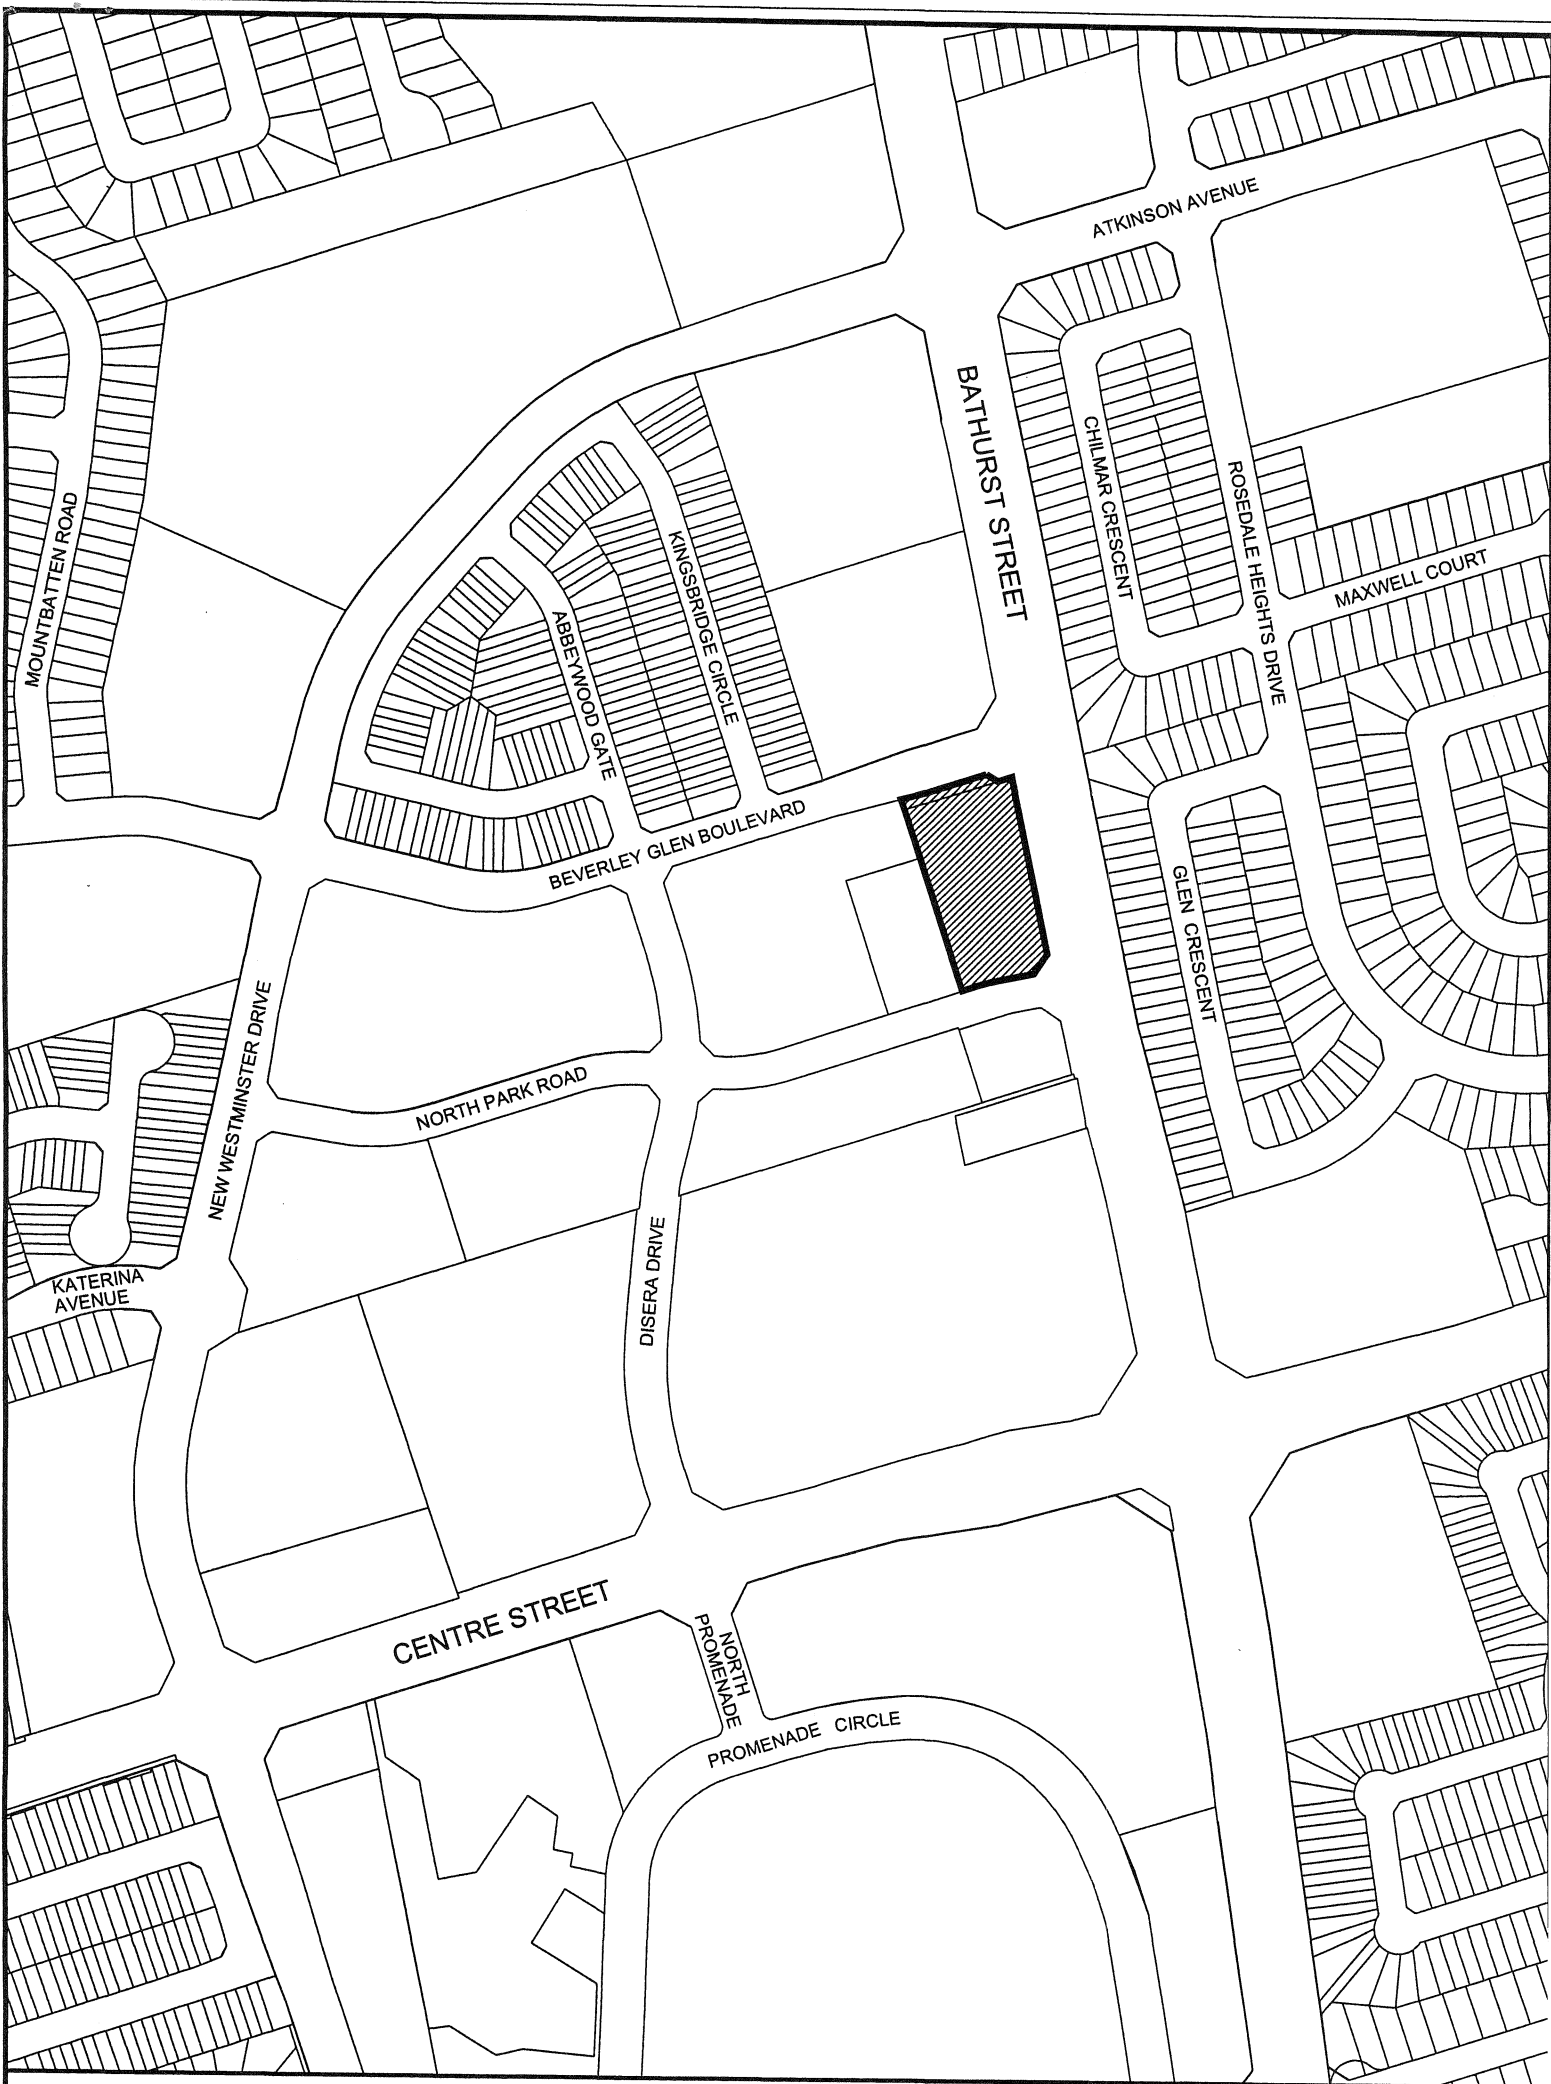 ATKINSON AVENUE
BATHURST STREET
CHILMAR CRESCENT
ROSEDALE HEIGHTS DRIVE
MAXWELL COURT
MOUNTBATTEN ROAD
KINGSBRIDGE CIRCLE
ABBEYWOOD GATE
BEVERLEY GLEN BOULEVARD
GLEN CRESCENT
NEW WESTMINSTER DRIVE
NORTH PARK ROAD
DISERA DRIVE
KATERINA
AVENUE
CENTRE STREET
NORTH
PROMENADE
PROMENADE CIRCLE